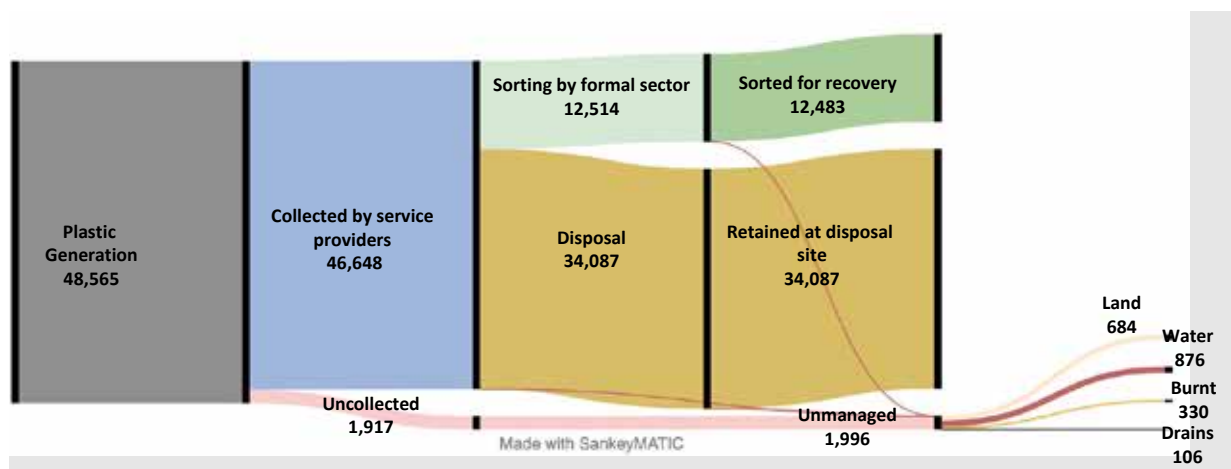 Plastic
Generation
48,565
Collected by service
providers
46,648
Uncollected
1,917
Sorting by formal sector
12,514
Disposal
34,087
Sorted for recovery
12,483
Retained at disposal
site
34,087
Unmanaged
1,996
Land
684
Water
876
Burnt
330
Drains
106
Made with SankeyMATIC